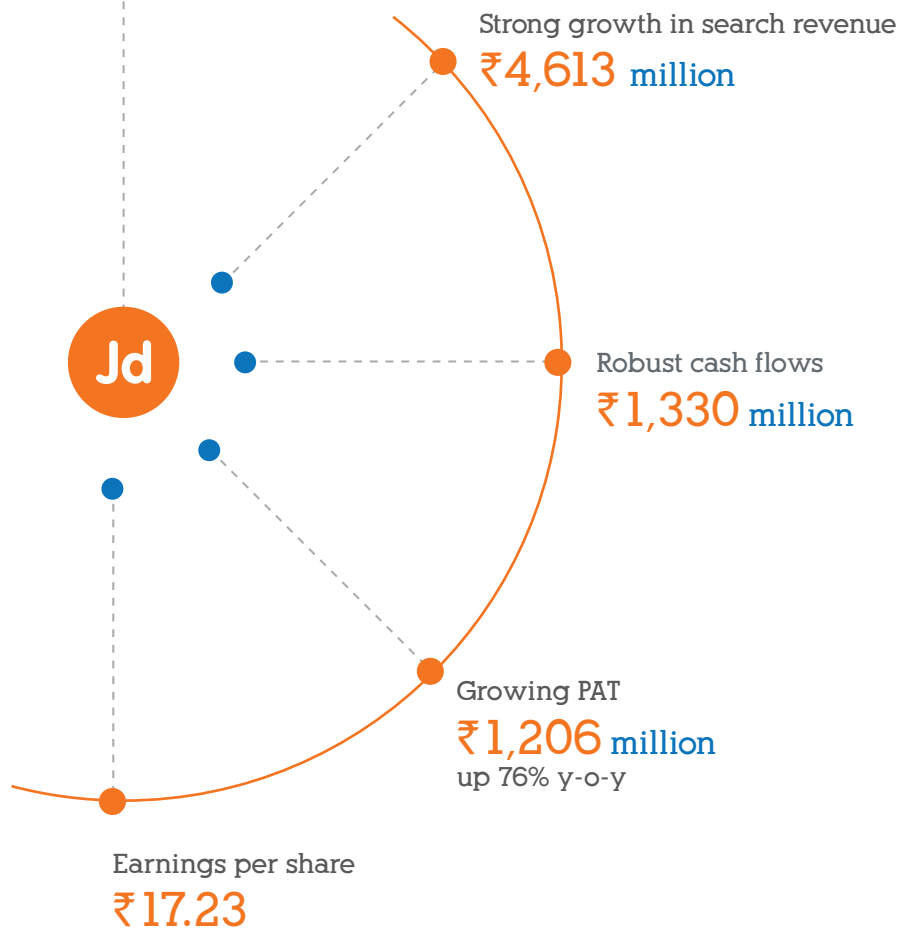 Strong growth in search revenue
₹4,613 million
Jd
Robust cash flows
₹1,330 million
Growing PAT
₹1,206 million
up 76% y-o-y
Earnings per share
₹17.23